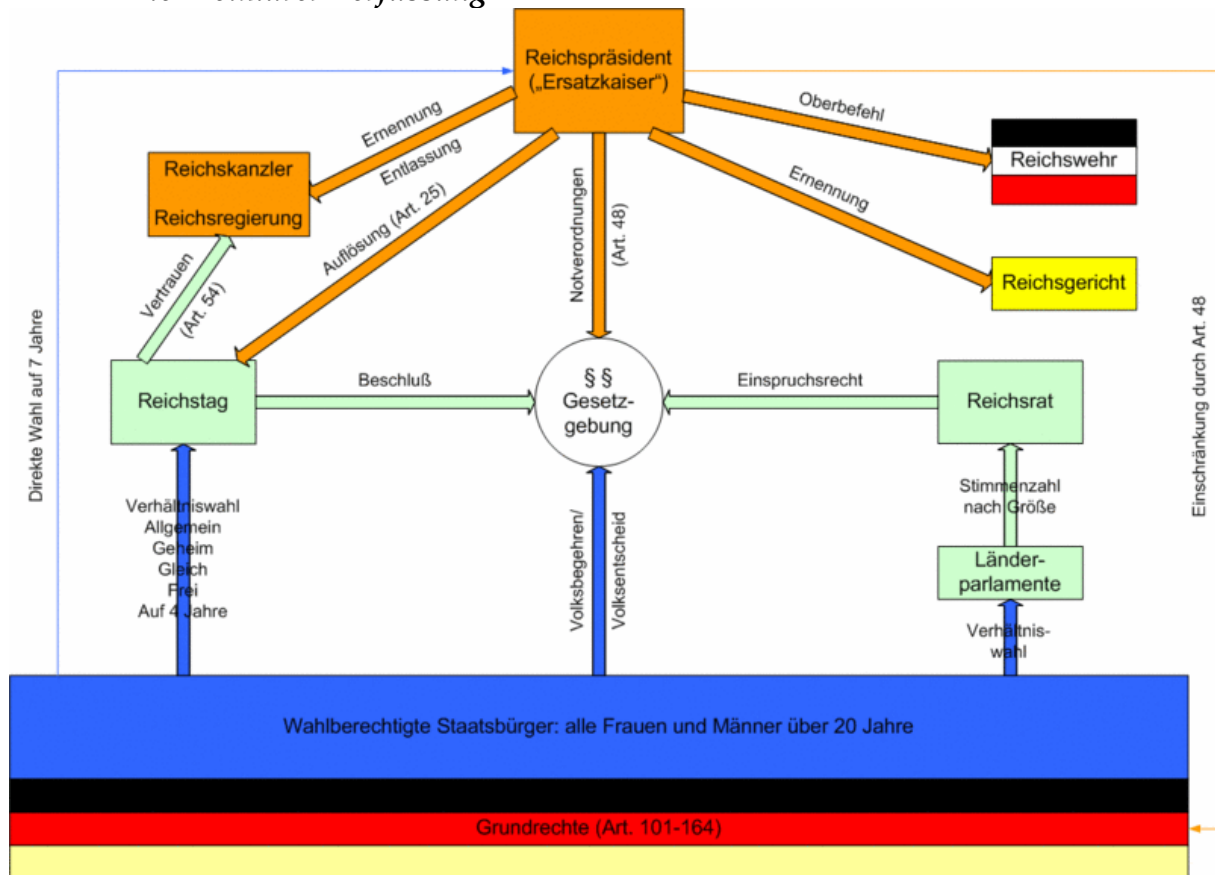 Reichspräsident
(„Ersatzkaiser“)
Ernennung
Entlassung
Oberbefehl
Reichswehr
Reichskanzler
Reichsregierung
Auflösung (Art. 25)
Notverordnungen
(Art. 48)
Ernennung
Reichsgericht
Vertrauen
(Art. 54)
Direkte Wahl auf 7 Jahre
Einschränkung durch Art. 48
Reichstag
Beschluß
§ §
Gesetz-
gebung
Einspruchsrecht
Reichsrat
Verhältniswahl
Allgemein
Geheim
Gleich
Frei
Auf 4 Jahre
Volksbegehren/
Volksentscheid
Stimmenzahl
nach Größe
Länder-
parlamente
Verhältnis-
wahl
Wahlberechtigte Staatsbürger: alle Frauen und Männer über 20 Jahre
Grundrechte (Art. 101-164)